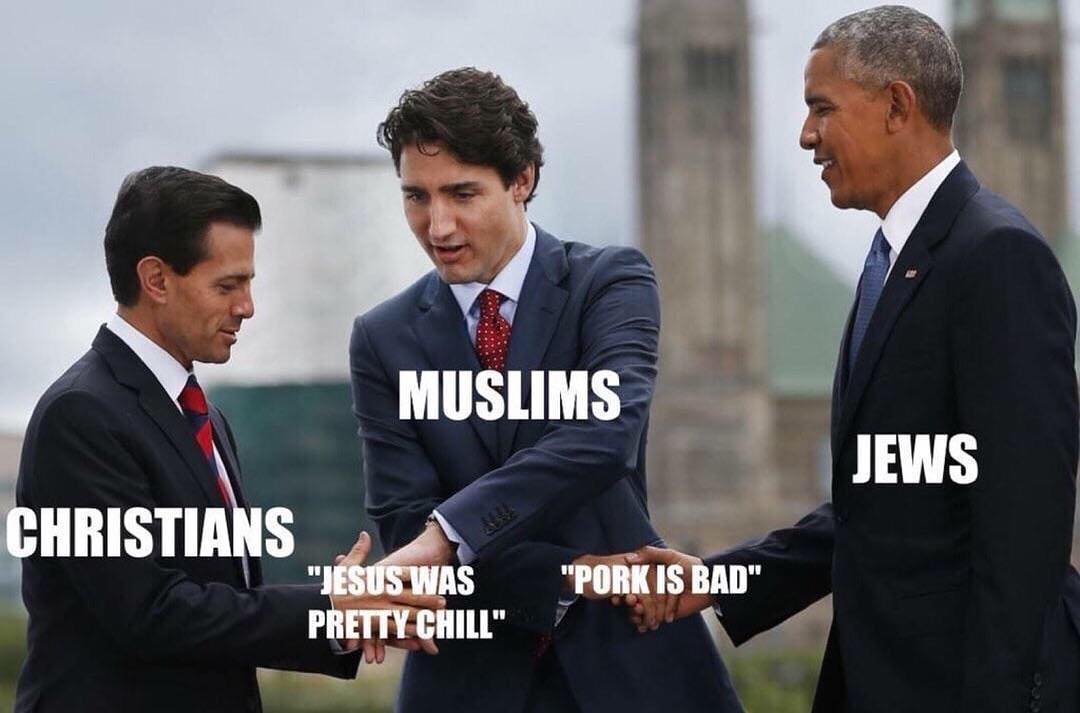 MUSLIMS
JEWS
CHRISTIANS
"JESUS WAS
PRETTY CHILL"
"PORK IS BAD"